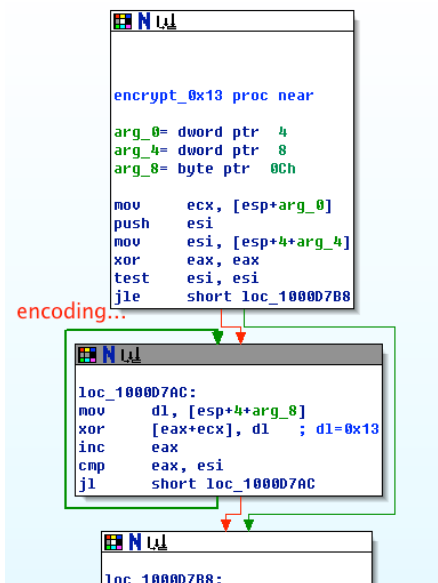 encrypt_0x13 proc near
arg_0= dword ptr 4
arg_4= dword ptr 8
arg_8= byte ptr 0Ch
mov ecx, [esp+arg_0]
push esi
mov esi, [esp+4+arg_4]
xor eax, eax
test esi, esi
jle short loc_1000D7B8
encoding...
loc_1000D7AC:
mov dl, [esp+4+arg_8]
xor [eax+ecx], dl ; dl=0x13
inc eax
cmp eax, esi
jl short loc_1000D7AC
loc_1000D7B8: